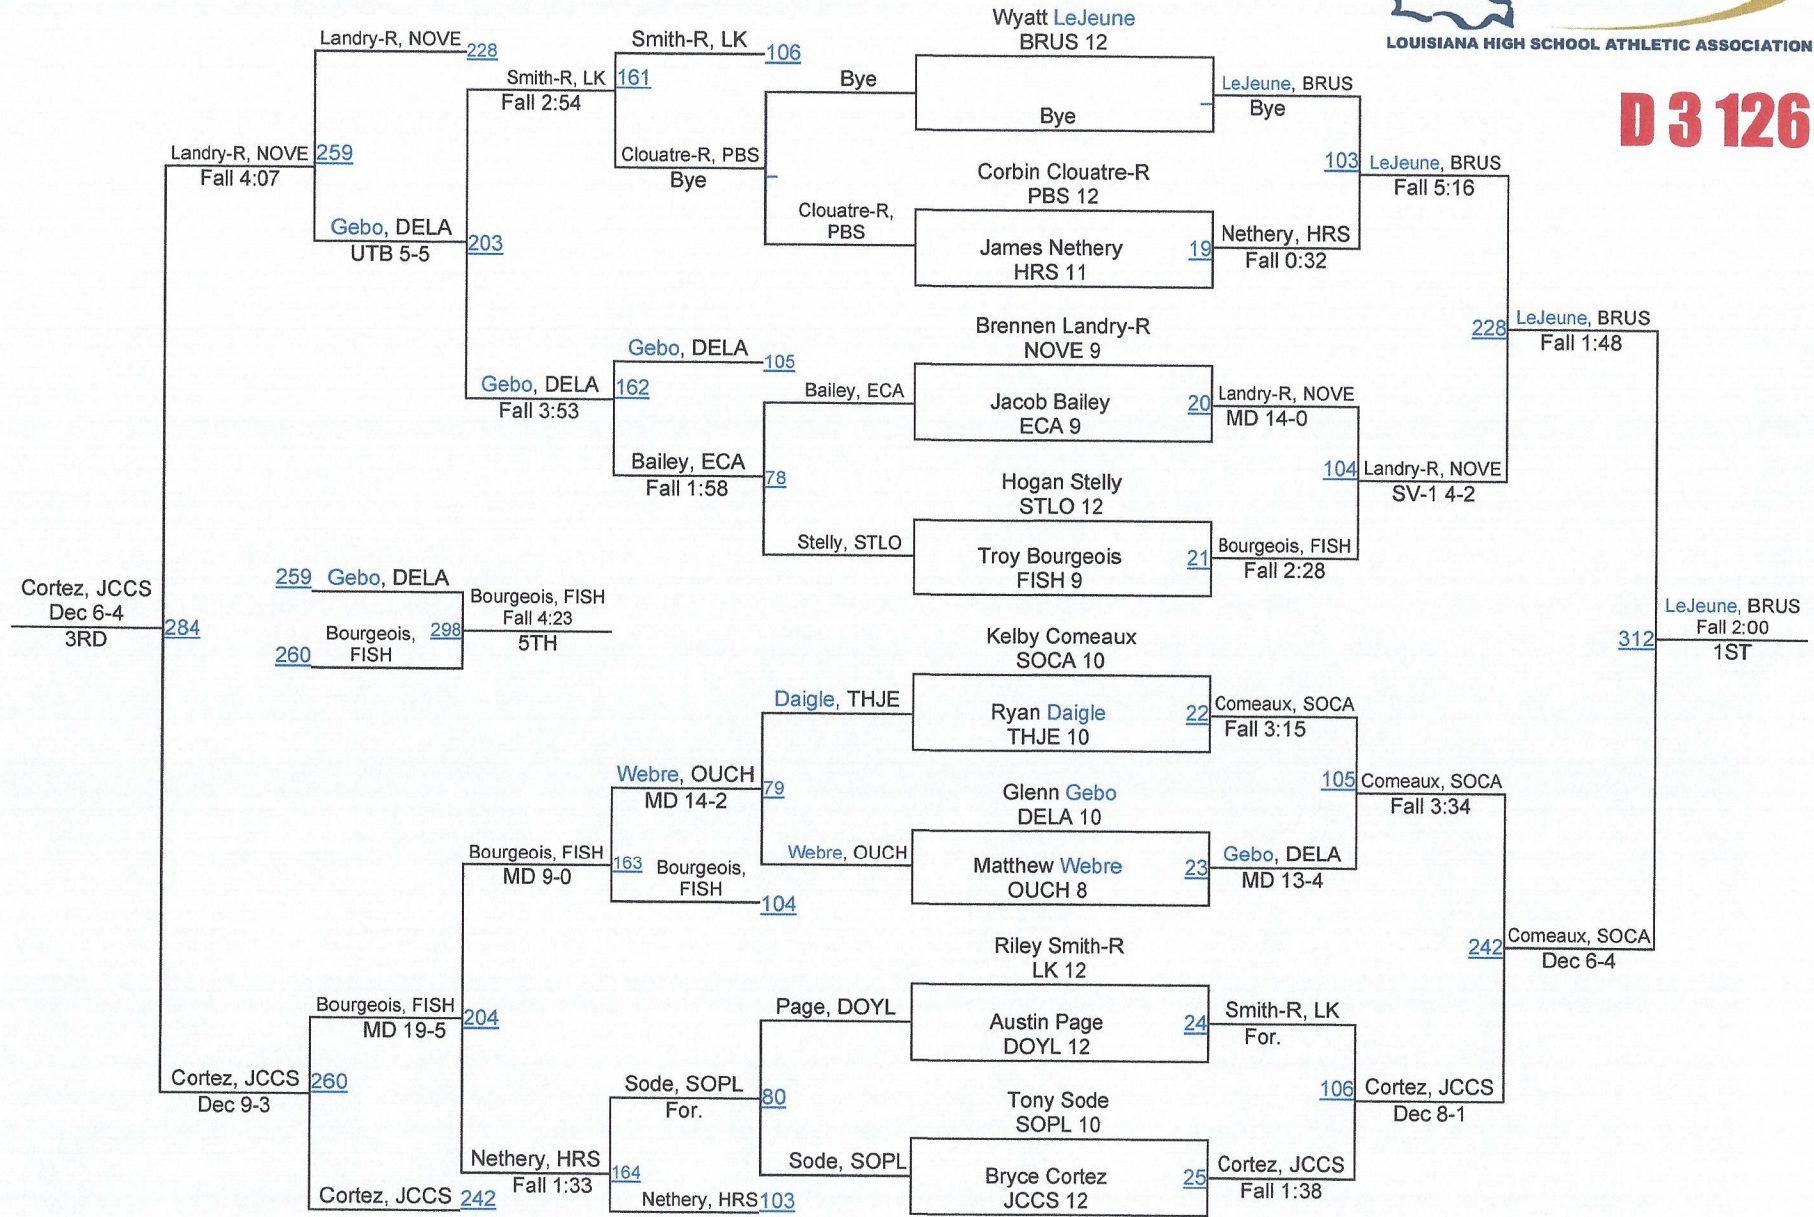 LOUISIANA HIGH SCHOOL ATHLETIC ASSOCIATION
D 3 126
Landry-R, NOVE 228
Smith-R, LK 161
Fall 2:54
Landry-R, NOVE 259
Fall 4:07
Gebo, DELA 203
UTB 5-5
Smith-R, LK 106
Clouatre-R, PBS
Bye
Bye
Clouatre-R,
PBS
Gebo, DELA 105
Gebo, DELA 162
Fall 3:53
Bailey, ECA 78
Fall 1:58
Bailey, ECA
Stelly, STLO
Wyatt LeJeune
BRUS 12
Bye
Corbin Clouatre-R
PBS 12
James Nethery 19
HRS 11
Brennen Landry-R
NOVE 9
Jacob Bailey 20
ECA 9
Hogan Stelly
STLO 12
Troy Bourgeois 21
FISH 9
LeJeune, BRUS
Bye
103 LeJeune, BRUS
Fall 5:16
Nethery, HRS
Fall 0:32
Landry-R, NOVE
MD 14-0
104 Landry-R, NOVE
SV-1 4-2
Bourgeois, FISH
Fall 2:28
228 LeJeune, BRUS
Fall 1:48
Cortez, JCCS
Dec 6-4
3RD
284
259 Gebo, DELA
Bourgeois, 298
FISH
260
Bourgeois, FISH
Fall 4:23
5TH
LeJeune, BRUS
312 Fall 2:00
1ST
Kelby Comeaux
SOCA 10
Ryan Daigle 22
THJE 10
Glenn Gebo
DELA 10
Matthew Webre 23
OUCH 8
Riley Smith-R
LK 12
Austin Page 24
DOYL 12
Tony Sode
SOPL 10
Bryce Cortez 25
JCCS 12
Daigle, THJE
Webre, OUCH 79
MD 14-2
Webre, OUCH
Bourgeois, FISH 163
MD 9-0
Bourgeois,
FISH
104
Bourgeois, FISH 204
MD 19-5
Page, DOYL
Sode, SOPL 80
For.
Sode, SOPL
Cortez, JCCS 260
Dec 9-3
Nethery, HRS 164
Fall 1:33
Cortez, JCCS 242
Nethery, HRS 103
Comeaux, SOCA
Fall 3:15
105 Comeaux, SOCA
Fall 3:34
Gebo, DELA
MD 13-4
242 Comeaux, SOCA
Dec 6-4
Smith-R, LK
For.
106 Cortez, JCCS
Dec 8-1
Cortez, JCCS
Fall 1:38